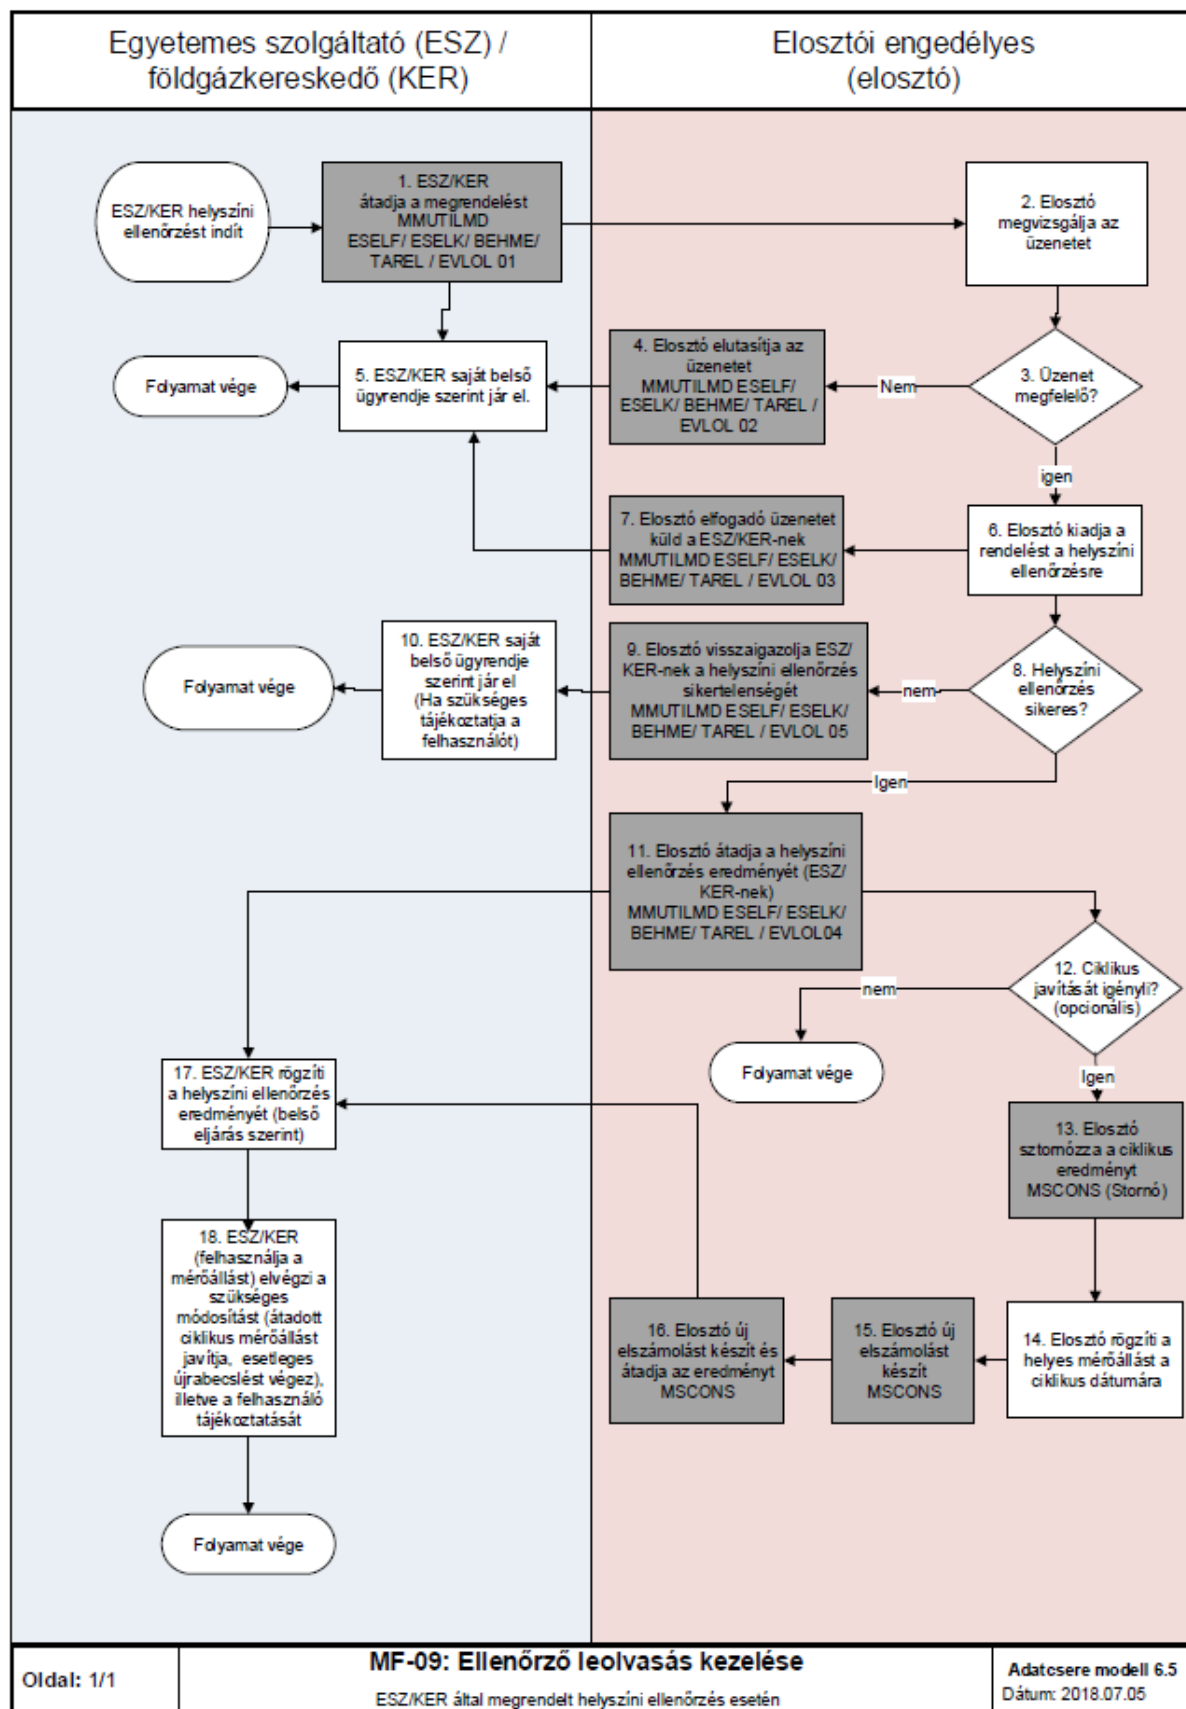 Egyetemes szolgáltató (ESZ) /
földgázkereskedő (KER)
Elosztói engedélyes
(elosztó)
ESZ/KER helyszíni
ellenőrzést indít
1. ESZ/KER
átadja a megrendelést
MMUTILMD
ESELF/ ESELK/ BEHME/
TAREL / EVLOL 01
2. Elosztó
megvizsgálja az
üzenetet
3. Üzenet
megfelelő?
Nem
4. Elosztó elutasítja az
üzenetet
MMUTILMD ESELF/
ESELK/ BEHME/ TAREL /
EVLOL 02
5. ESZ/KER saját belső
ügyrendje szerint jár el.
Folyamat vége
igen
6. Elosztó kiadja a
rendelést a helyszíni
ellenőrzésre
7. Elosztó elfogadó üzenetet
küld a ESZ/KER-nek
MMUTILMD ESELF/ ESELK/
BEHME/ TAREL / EVLOL 03
8. Helyszíni
ellenőrzés
sikeres?
nem
9. Elosztó visszaigazolja ESZ/
KER-nek a helyszíni ellenőrzés
sikertelenségét
MMUTILMD ESELF/ ESELK/
BEHME/ TAREL / EVLOL 05
10. ESZ/KER saját
belső ügyrendje
szerint jár el
(Ha szükséges
tájékoztatja a
felhasználót)
Folyamat vége
Igen
11. Elosztó átadja a helyszíni
ellenőrzés eredményét (ESZ/
KER-nek)
MMUTILMD ESELF/ ESELK/
BEHME/ TAREL / EVLOL04
12. Ciklikus
javítását igényli?
(opcionális)
nem
Folyamat vége
Igen
13. Elosztó
sztornózza a ciklikus
eredményt
MSCONS (Stornó)
14. Elosztó rögzíti a
helyes mérőállást a
ciklikus dátumára
15. Elosztó új
elszámolást
készít
MSCONS
16. Elosztó új
elszámolást készít és
átadja az eredményt
MSCONS
17. ESZ/KER rögzíti
a helyszíni ellenőrzés
eredményét (belső
eljárás szerint)
18. ESZ/KER
(felhasználja a
mérőállást) elvégzi a
szükséges
módosítást (átadott
ciklikus mérőállást
javítja, esetleges
újrabecslést végez),
illetve a felhasználó
tájékoztatását
Folyamat vége
Oldal: 1/1
MF-09: Ellenőrző leolvasás kezelése
ESZ/KER által megrendelt helyszíni ellenőrzés esetén
Adatcsere modell 6.5
Dátum: 2018.07.05